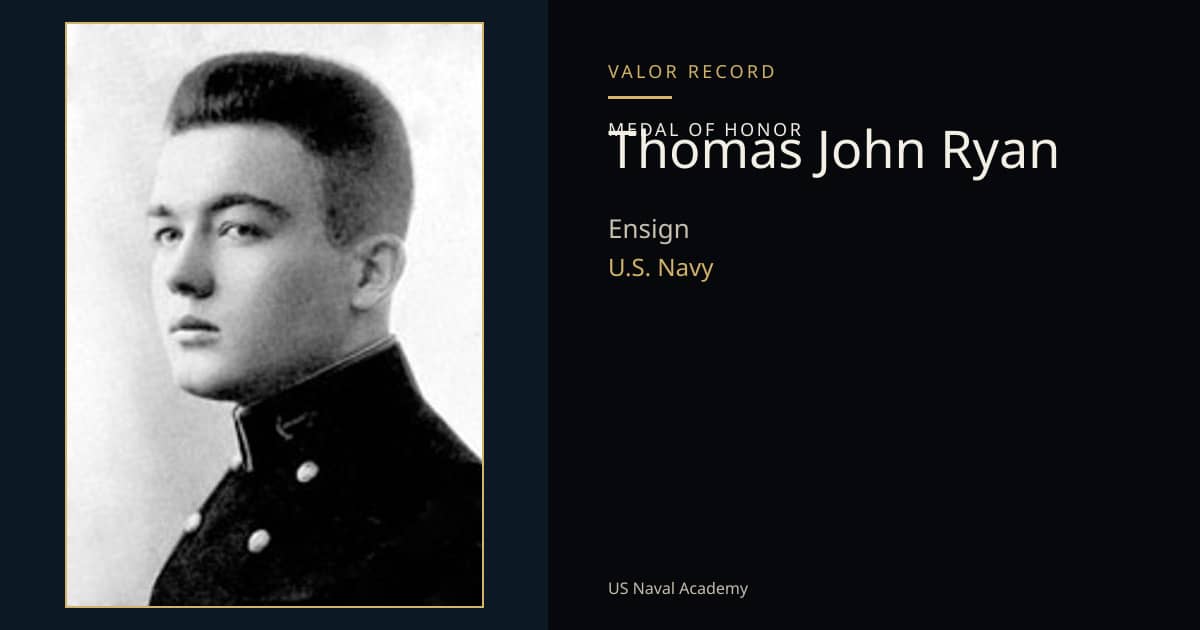 VALOR RECORD
MEDAL OF HONOR
Thomas John Ryan
Ensign
U.S. Navy
US Naval Academy